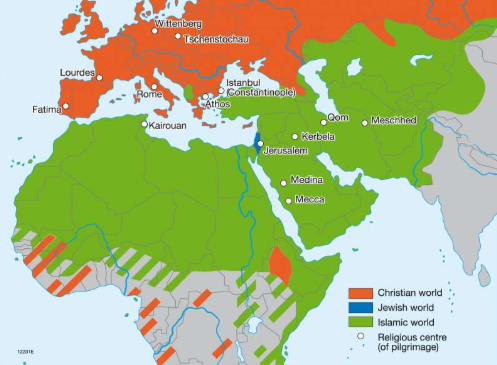 Wittenberg
Tschenstochau
Lourdes
Rome
Istanbul
(Constantinople)
Athos
Fatima
Kairouan
Qom
Meschhed
Kerbela
Jerusalem
Medina
Mecca
Christian world
Jewish world
Islamic world
Religious centre
(of pilgrimage)
122016